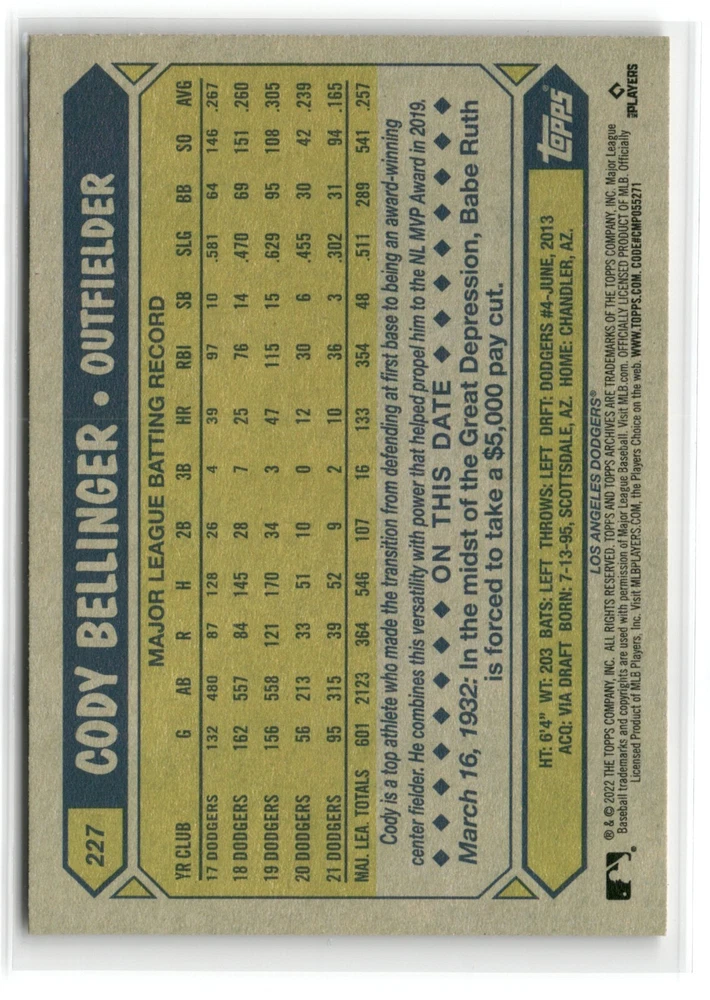 227
CODY BELLINGER • OUTFIELDER
MAJOR LEAGUE BATTING RECORD
YR CLUB G AB R H 2B 3B HR RBI SB SLG BB SO AVG
17 DODGERS 132 480 87 128 26 4 39 97 10 .581 64 146 .267
18 DODGERS 162 557 84 145 28 7 25 76 14 .470 69 151 .260
19 DODGERS 156 558 121 170 34 3 47 115 15 .629 95 108 .305
20 DODGERS 56 213 33 51 10 0 12 30 6 .455 30 42 .239
21 DODGERS 95 315 39 52 9 2 10 36 3 .302 31 94 .165
MAJ. LEA. TOTALS 601 2123 364 546 107 16 133 354 48 .511 289 541 .257
Cody is a top athlete who made the transition from defending at first base to being an award-winning
center fielder. He combines this versatility with power that helped propel him to the NL MVP Award in 2019.
◆ ◆ ◆ ◆ ◆ ◆ ◆ ◆ ON THIS DATE ◆ ◆ ◆ ◆ ◆ ◆ ◆ ◆
March 16, 1932: In the midst of the Great Depression, Babe Ruth
is forced to take a $5,000 pay cut.
HT: 6'4" WT: 203 BATS: LEFT THROWS: LEFT DRFT: DODGERS #4-JUNE, 2013
ACQ: VIA DRAFT BORN: 7-13-95, SCOTTSDALE, AZ. HOME: CHANDLER, AZ.
topps
LOS ANGELES DODGERS®
® & © 2022 THE TOPPS COMPANY, INC. ALL RIGHTS RESERVED. TOPPS AND TOPPS ARCHIVES ARE TRADEMARKS OF THE TOPPS COMPANY, INC. Major League
Baseball trademarks and copyrights are used with permission of Major League Baseball. Visit MLB.com. OFFICIALLY LICENSED PRODUCT OF MLB. Officially
Licensed Product of MLB Players, Inc. Visit MLBPLAYERS.COM, the Players Choice on the web. WWW.TOPPS.COM. CODE#CMP055271
MLB PLAYERS